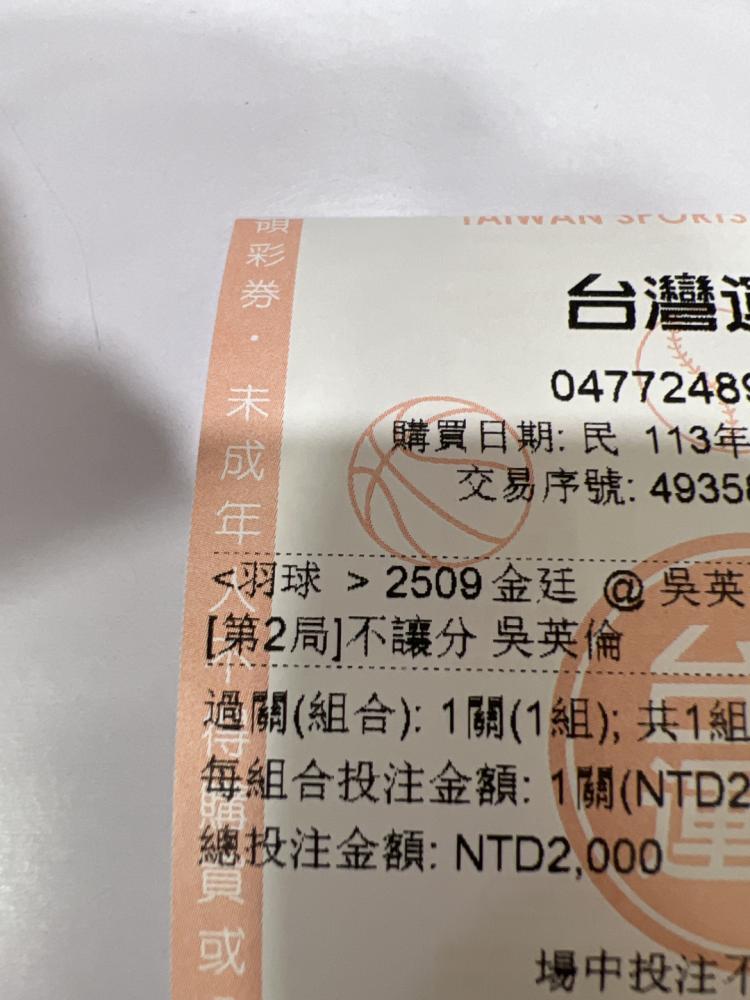 TAIWAN SPORTS
台灣運
04772489
購買日期: 民 113年
交易序號: 49358
<羽球 > 2509 金廷 @ 吳英
[第2局]不讓分 吳英倫
過關(組合): 1關(1組); 共1組
每組合投注金額: 1關(NTD2
總投注金額: NTD2,000
場中投注不
彩券・未成年人不得購買或
台
運